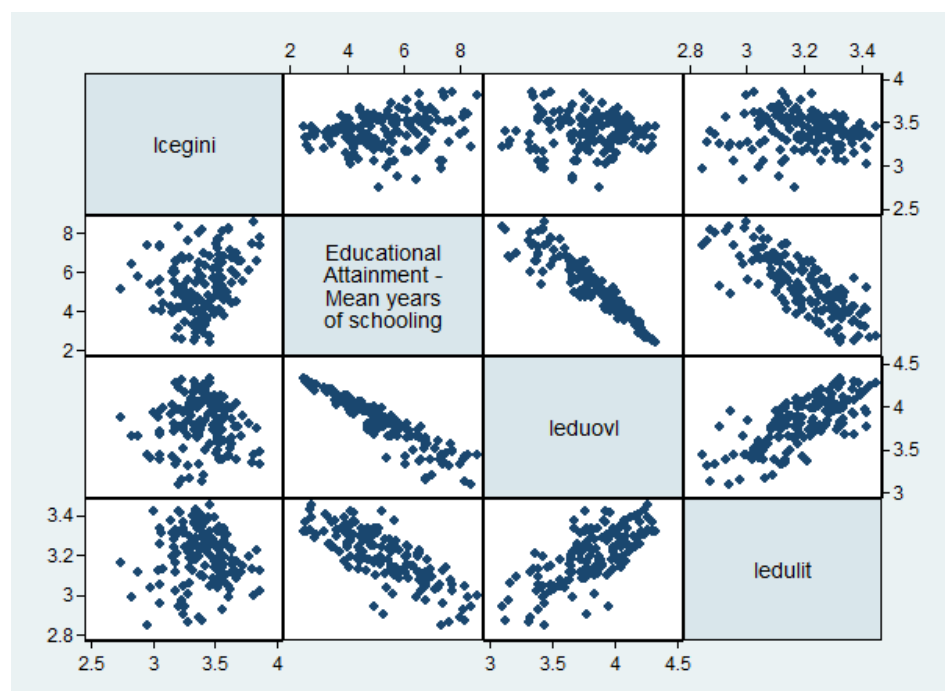 2 4 6 8 2.8 3 3.2 3.4
4
lcegini
3.5
3
2.5
8
Educational
6
Attainment -
Mean years
4
of schooling
2
4.5
leduovl
4
3.5
3
3.4
3.2
ledulit
3
2.8
2.5 3 3.5 4 3 3.5 4 4.5